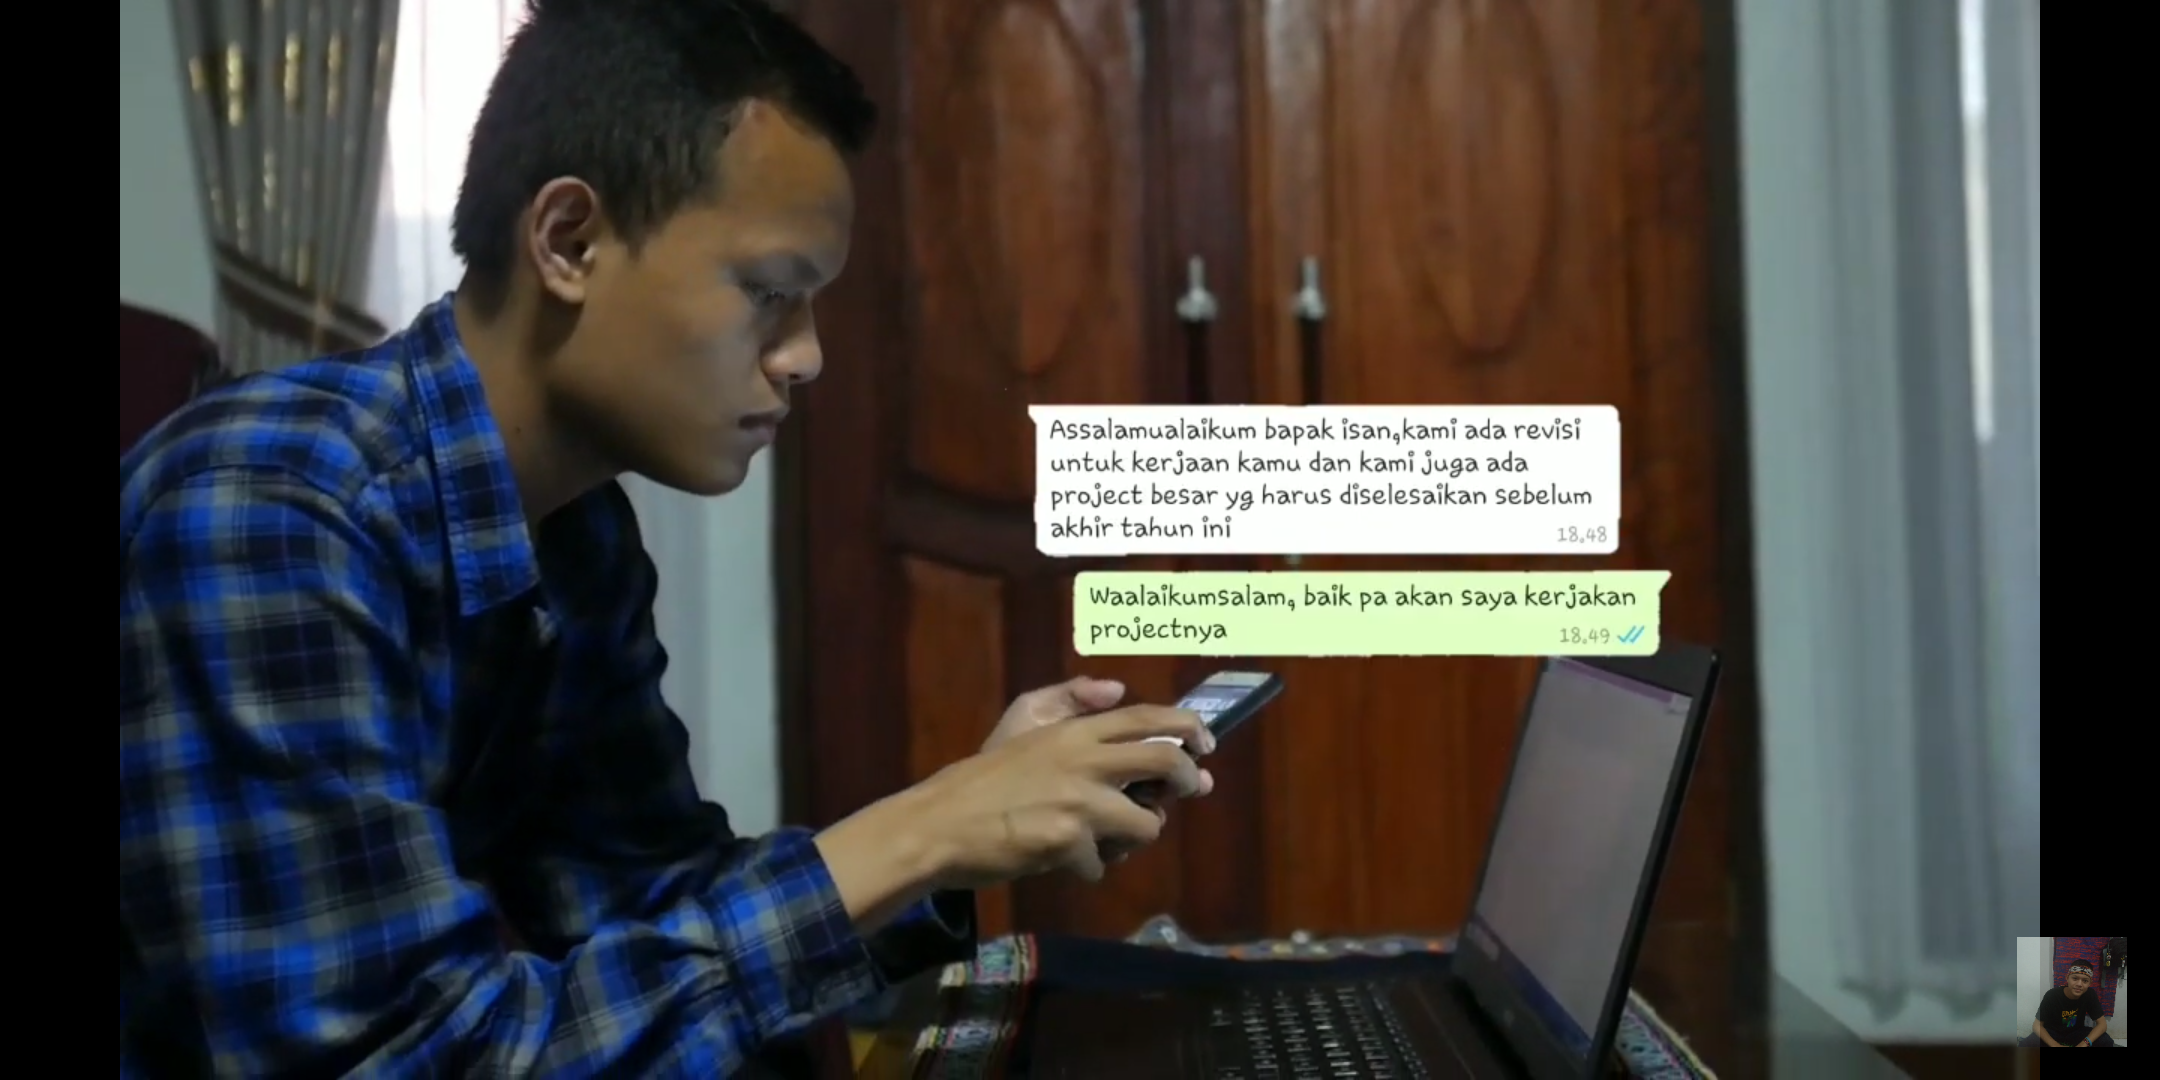 Assalamualaikum bapak isan,kami ada revisi
untuk kerjaan kamu dan kami juga ada
project besar yg harus diselesaikan sebelum
akhir tahun ini
18.48
Waalaikumsalam, baik pa akan saya kerjakan
projectnya
18.49